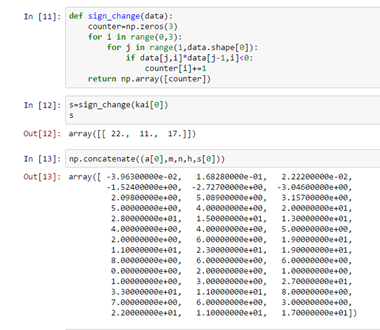 In [11]: def sign_change(data):
counter=np.zeros(3)
for i in range(0,3):
for j in range(1,data.shape[0]):
if data[j,i]*data[j-1,i]<0:
counter[i]+=1
return np.array([counter])
In [12]: s=sign_change(kai[0])
s
Out[12]: array([[ 22., 11., 17.]])
In [13]: np.concatenate((a[0],m,n,h,s[0]))
Out[13]: array([ -3.96300000e-02, 1.68280000e-01, 2.22200000e-02,
-1.52400000e+00, -2.72700000e+00, -3.04600000e+00,
2.09800000e+00, 5.08900000e+00, 3.15700000e+00,
5.00000000e+00, 4.00000000e+00, 2.00000000e+01,
2.80000000e+01, 1.50000000e+01, 1.30000000e+01,
4.00000000e+00, 4.00000000e+00, 5.00000000e+00,
2.00000000e+00, 6.00000000e+00, 1.90000000e+01,
1.10000000e+01, 2.30000000e+01, 1.90000000e+01,
8.00000000e+00, 6.00000000e+00, 6.00000000e+00,
0.00000000e+00, 2.00000000e+00, 1.00000000e+00,
1.00000000e+00, 3.00000000e+00, 2.70000000e+01,
3.30000000e+01, 1.10000000e+01, 8.00000000e+00,
7.00000000e+00, 6.00000000e+00, 3.00000000e+00,
2.20000000e+01, 1.10000000e+01, 1.70000000e+01])